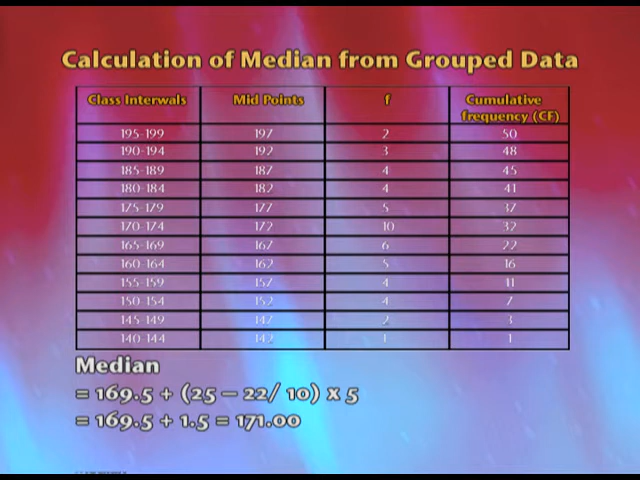 Calculation of Median from Grouped Data
Class Interwals Mid Points f Cumulative frequency (CF)
195-199 197 2 50
190-194 192 3 48
185-189 187 4 45
180-184 182 4 41
175-179 177 5 37
170-174 172 10 32
165-169 167 6 22
160-164 162 5 16
155-159 157 4 11
150-154 152 4 7
145-149 147 2 3
140-144 142 1 1
Median
= 169.5 + (25 – 22/ 10) x 5
= 169.5 + 1.5 = 171.00